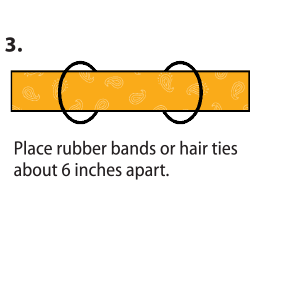 3.
Place rubber bands or hair ties
about 6 inches apart.